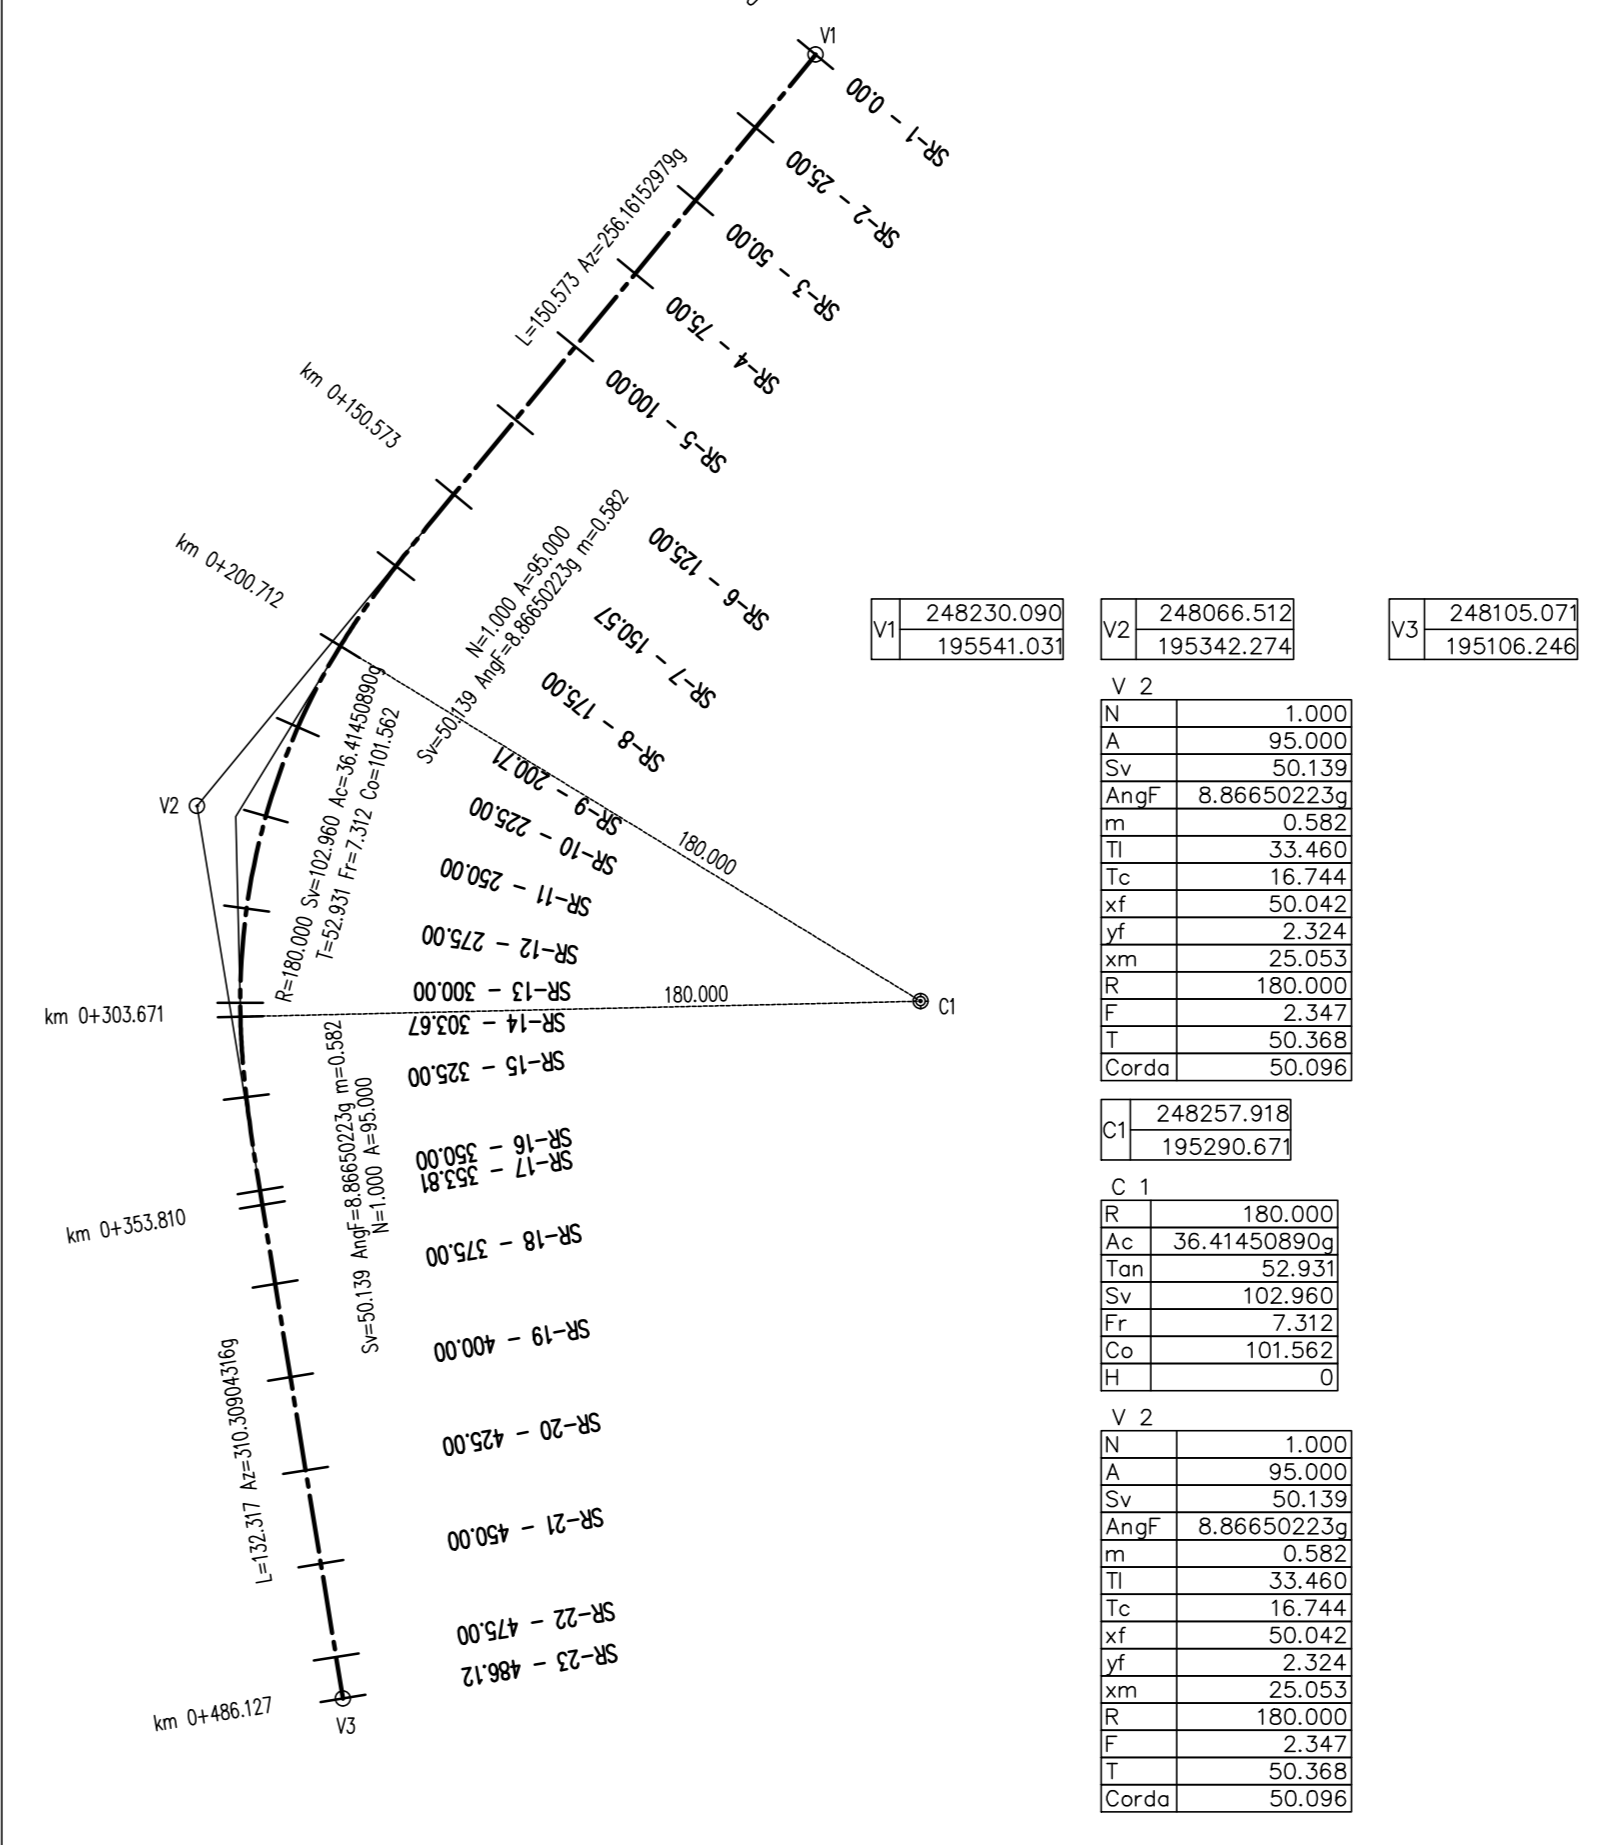 V1
SR-1 - 0.00
SR-2 - 25.00
L=150.573 Az=256.16152979g
SR-3 - 50.00
SR-4 - 75.00
SR-5 - 100.00
km 0+150.573
SR-6 - 125.00
km 0+200.712
N=1.000 A=95.000
Sv=50.139 AngF=8.86650223g m=0.582
SR-7 - 150.57
SR-8 - 175.00
SR-9 - 200.71
V2
R=180.000 Sv=102.960 Ac=36.41450890g
T=52.931 Fr=7.312 Co=101.562
SR-10 - 225.00
180.000
SR-11 - 250.00
SR-12 - 275.00
SR-13 - 300.00
180.000
C1
km 0+303.671
SR-14 - 303.67
SR-15 - 325.00
Sv=50.139 AngF=8.86650223g m=0.582
N=1.000 A=95.000
SR-16 - 350.00
SR-17 - 353.81
km 0+353.810
SR-18 - 375.00
SR-19 - 400.00
L=132.317 Az=310.30904316g
SR-20 - 425.00
SR-21 - 450.00
SR-22 - 475.00
SR-23 - 486.12
km 0+486.127
V3
V1 248230.090
195541.031
V2 248066.512
195342.274
V3 248105.071
195106.246
V 2
N 1.000
A 95.000
Sv 50.139
AngF 8.86650223g
m 0.582
Tl 33.460
Tc 16.744
xf 50.042
yf 2.324
xm 25.053
R 180.000
F 2.347
T 50.368
Corda 50.096
C1 248257.918
195290.671
C 1
R 180.000
Ac 36.41450890g
Tan 52.931
Sv 102.960
Fr 7.312
Co 101.562
H 0
V 2
N 1.000
A 95.000
Sv 50.139
AngF 8.86650223g
m 0.582
Tl 33.460
Tc 16.744
xf 50.042
yf 2.324
xm 25.053
R 180.000
F 2.347
T 50.368
Corda 50.096